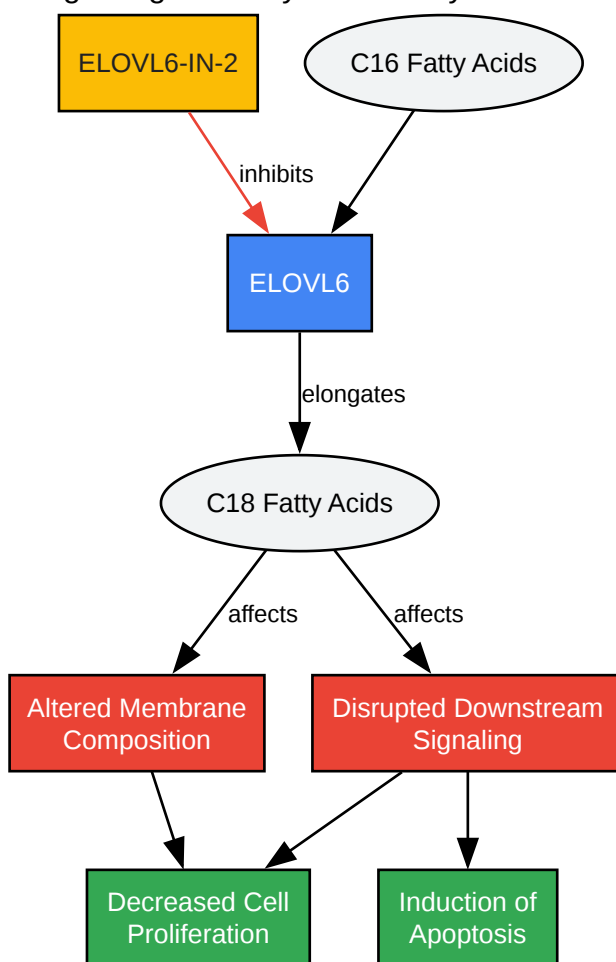 ELOVL6-IN-2
C16 Fatty Acids
inhibits
ELOVL6
elongates
C18 Fatty Acids
affects
affects
Altered Membrane
Composition
Disrupted Downstream
Signaling
Decreased Cell
Proliferation
Induction of
Apoptosis